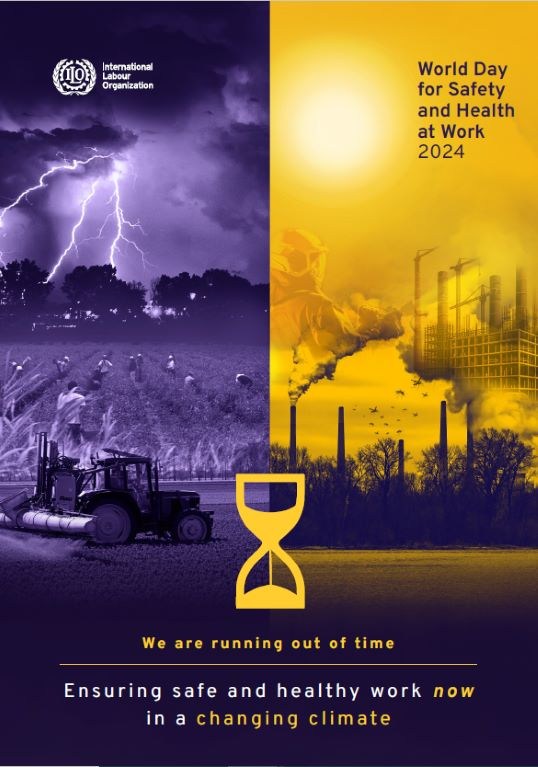 International
Labour
Organization
World Day
for Safety
and Health
at Work
2024
We are running out of time
Ensuring safe and healthy work now
in a changing climate